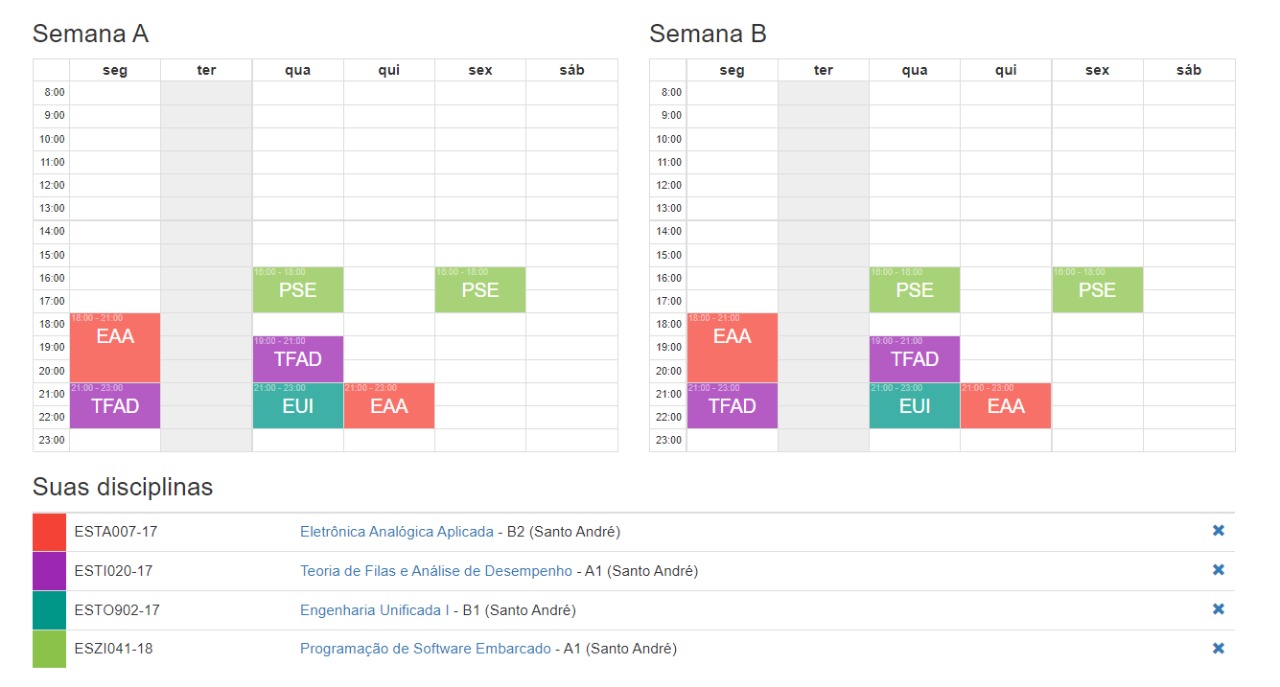 Semana A Semana B
seg ter qua qui sex sáb seg ter qua qui sex sáb
8:00 8:00
9:00 9:00
10:00 10:00
11:00 11:00
12:00 12:00
13:00 13:00
14:00 14:00
15:00 15:00
16:00 16:00 - 18:00 16:00 - 18:00 16:00 16:00 - 18:00 16:00 - 18:00
PSE PSE PSE PSE
17:00 17:00
18:00 18:00 - 21:00 18:00 18:00 - 21:00
EAA EAA
19:00 19:00 - 21:00 19:00 19:00 - 21:00
TFAD TFAD
20:00 20:00
21:00 21:00 - 23:00 21:00 - 23:00 21:00 - 23:00 21:00 21:00 - 23:00 21:00 - 23:00 21:00 - 23:00
TFAD EUI EAA TFAD EUI EAA
22:00 22:00
23:00 23:00
Suas disciplinas
ESTA007-17 Eletrônica Analógica Aplicada - B2 (Santo André)
ESTI020-17 Teoria de Filas e Análise de Desempenho - A1 (Santo André)
ESTO902-17 Engenharia Unificada I - B1 (Santo André)
ESZI041-18 Programação de Software Embarcado - A1 (Santo André)